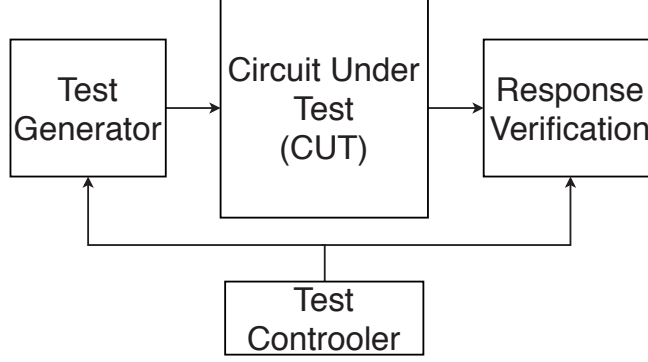 Test
Generator
Circuit Under
Test
(CUT)
Response
Verification
Test
Controoler